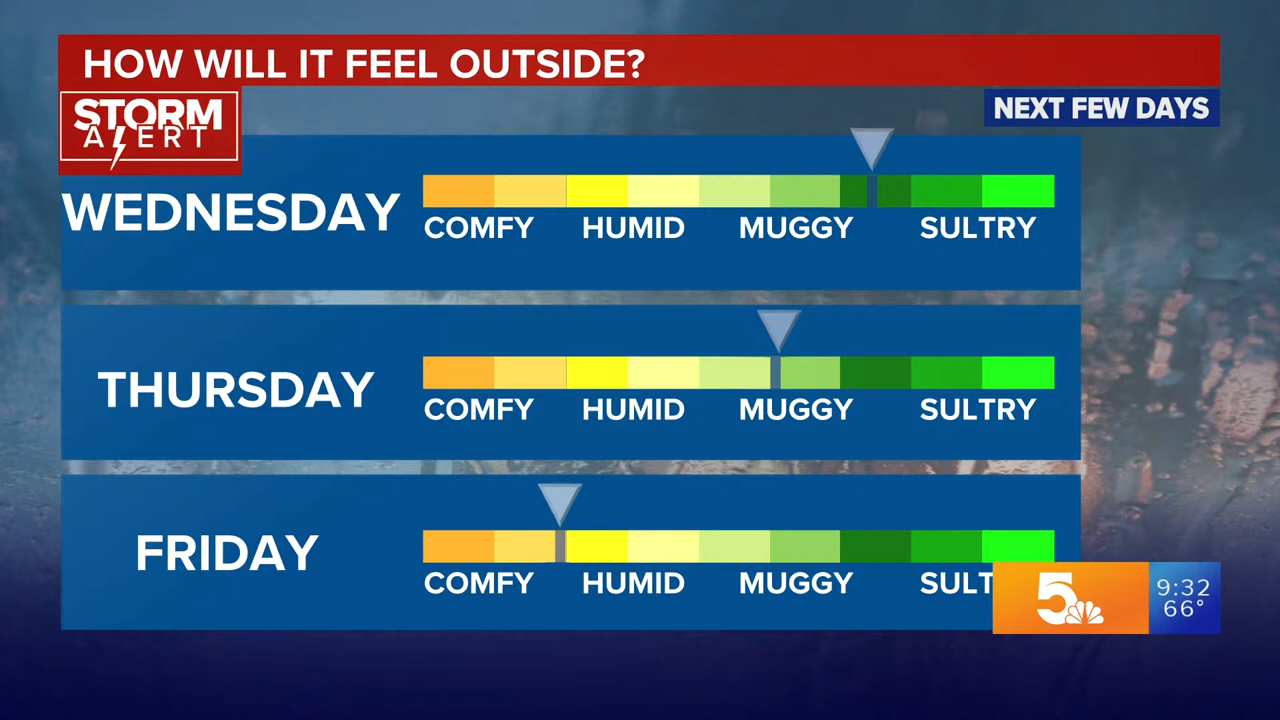 HOW WILL IT FEEL OUTSIDE?
STORM
ALERT
NEXT FEW DAYS
WEDNESDAY
COMFY HUMID MUGGY SULTRY
THURSDAY
COMFY HUMID MUGGY SULTRY
FRIDAY
COMFY HUMID MUGGY SULT
5
9:32
66°